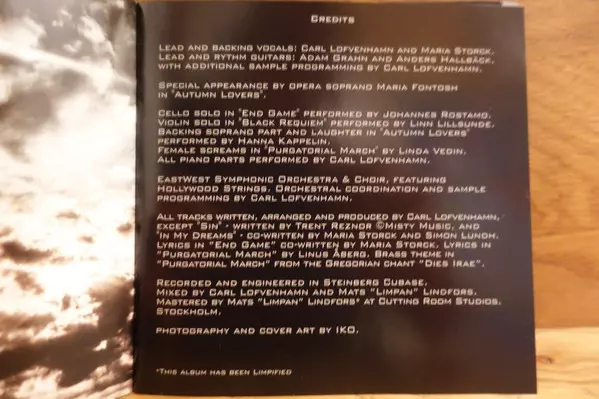 Credits
Lead and backing vocals: Carl Lofvenhamn and Maria Storck.
Lead and rythm guitars: Adam Grahn and Anders Hallbäck,
with additional sample programming by Carl Lofvenhamn.
Special appearance by opera soprano Maria Fontosh
in "Autumn Lovers".
Cello solo in "End Game" performed by Johannes Rostamo.
Violin solo in "Black Requiem" performed by Linn Lillsunde.
Backing soprano part and laughter in "Autumn Lovers"
performed by Hanna Kappelin.
Female screams in "Purgatorial March" by Linda Vedin.
All piano parts performed by Carl Lofvenhamn.
EastWest Symphonic Orchestra & Choir, featuring
Hollywood Strings. Orchestral coordination and sample
programming by Carl Lofvenhamn.
All tracks written, arranged and produced by Carl Lofvenhamn,
except "Sin" - written by Trent Reznor ©Misty Music, and
"In My Dreams" - co-written by Maria Storck and Simon Lundh.
Lyrics in "End Game" co-written by Maria Storck. Lyrics in
"Purgatorial March" by Linus Åberg. Brass theme in
"Purgatorial March" from the Gregorian chant "Dies Irae".
Recorded and engineered in Steinberg Cubase.
Mixed by Carl Lofvenhamn and Mats "Limpan" Lindfors.
Mastered by Mats "Limpan" Lindfors* at Cutting Room Studios,
Stockholm.
Photography and cover art by IKO.
*This album has been Limpified